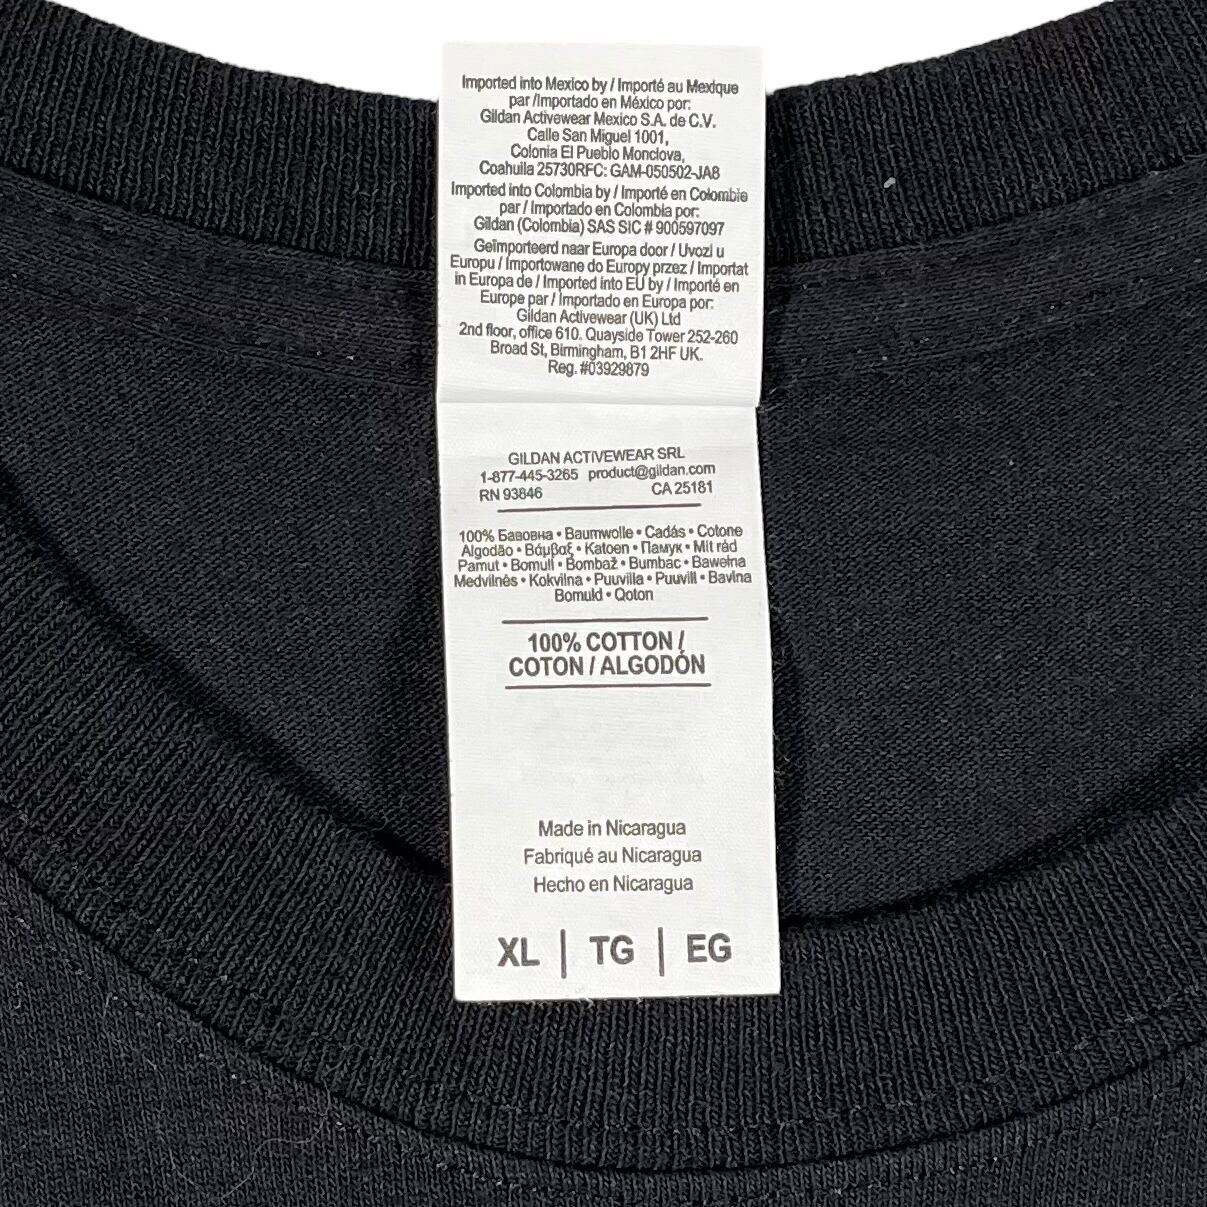 Imported into Mexico by / Importé au Mexique
par /Importado en México por:
Gildan Activewear Mexico S.A. de C.V.
Calle San Miguel 1001,
Colonia El Pueblo Monclova,
Coahuila 25730RFC: GAM-050502-JA8
Imported into Colombia by / Importé en Colombie
par / Importado en Colombia por:
Gildan (Colombia) SAS SIC # 900597097
Geïmporteerd naar Europa door / Uvozi u
Europu / Importowane do Europy przez / Importat
in Europa de / Imported into EU by / Importé en
Europe par / Importado en Europa por:
Gildan Activewear (UK) Ltd
2nd floor, office 610. Quayside Tower 252-260
Broad St, Birmingham, B1 2HF UK.
Reg. #03929879
GILDAN ACTIVEWEAR SRL
1-877-445-3265 product@gildan.com
RN 93846 CA 25181
100% Бавовна • Baumwolle • Cadás • Cotone
Algodão • Βάμβαξ • Katoen • Памук • Mit rád
Pamut • Bomull • Bombaž • Bumbac • Bawełna
Medvilnės • Kokvilna • Puuvilla • Puuvill • Bavlna
Bomuld • Qoton
100% COTTON /
COTON / ALGODÓN
Made in Nicaragua
Fabriqué au Nicaragua
Hecho en Nicaragua
XL | TG | EG